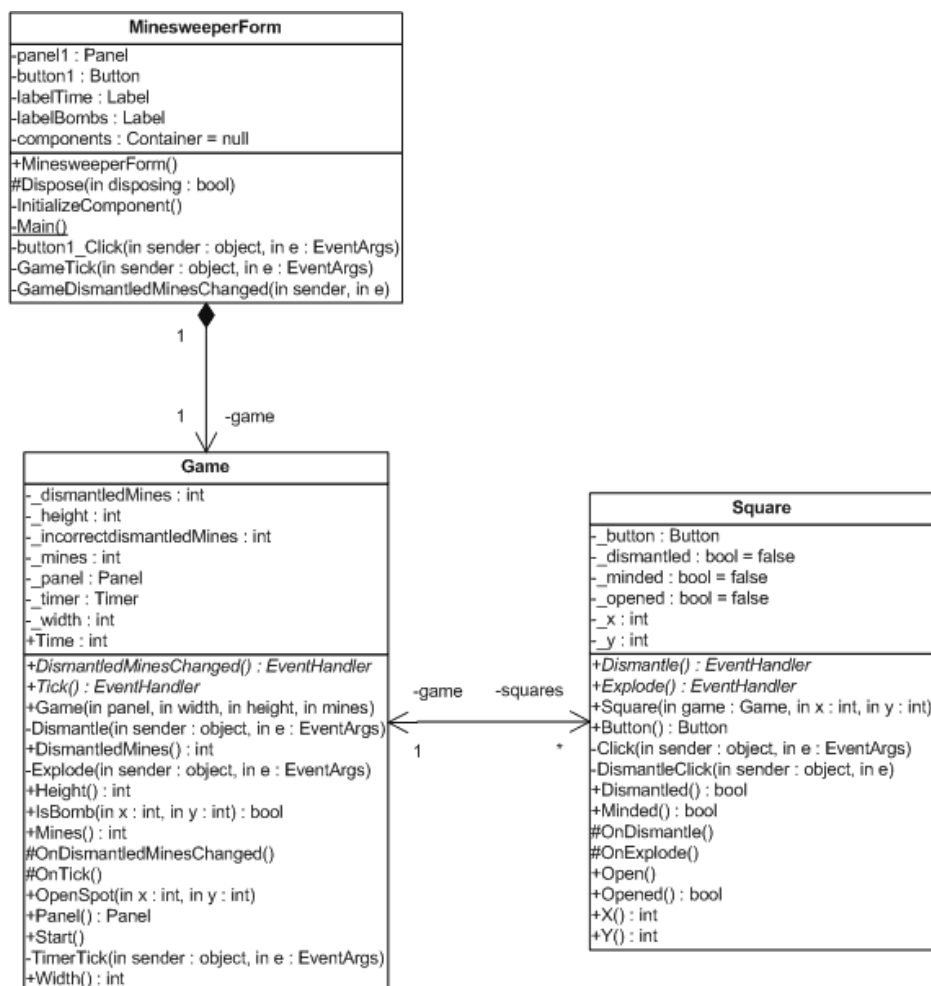 MinesweeperForm
-panel1 : Panel
-button1 : Button
-labelTime : Label
-labelBombs : Label
-components : Container = null
+MinesweeperForm()
#Dispose(in disposing : bool)
-InitializeComponent()
-Main()
-button1_Click(in sender : object, in e : EventArgs)
-GameTick(in sender : object, in e : EventArgs)
-GameDismantledMinesChanged(in sender, in e)
1
1 -game
Game
-_dismantledMines : int
-_height : int
-_incorrectdismantledMines : int
-_mines : int
-_panel : Panel
-_timer : Timer
-_width : int
+Time : int
+DismantledMinesChanged() : EventHandler
+Tick() : EventHandler
+Game(in panel, in width, in height, in mines)
-Dismantle(in sender : object, in e : EventArgs)
+DismantledMines() : int
-Explode(in sender : object, in e : EventArgs)
+Height() : int
+IsBomb(in x : int, in y : int) : bool
+Mines() : int
#OnDismantledMinesChanged()
#OnTick()
+OpenSpot(in x : int, in y : int)
+Panel() : Panel
+Start()
-TimerTick(in sender : object, in e : EventArgs)
+Width() : int
-game -squares
1 *
Square
-_button : Button
-_dismantled : bool = false
-_minded : bool = false
-_opened : bool = false
-_x : int
-_y : int
+Dismantle() : EventHandler
+Explode() : EventHandler
+Square(in game : Game, in x : int, in y : int)
+Button() : Button
-Click(in sender : object, in e : EventArgs)
-DismantleClick(in sender : object, in e)
+Dismantled() : bool
+Minded() : bool
#OnDismantle()
#OnExplode()
+Open()
+Opened() : bool
+X() : int
+Y() : int